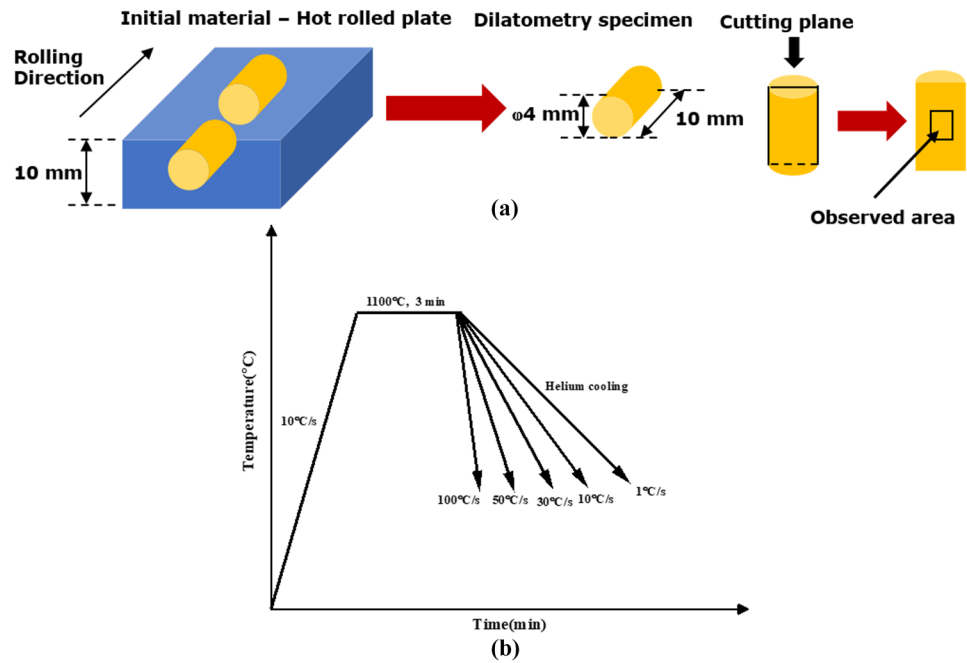 Initial material – Hot rolled plate
Dilatometry specimen
Cutting plane
Rolling
Direction
10 mm
φ4 mm
10 mm
Observed area
(a)
1100°C, 3 min
Temperature(°C)
10°C/s
Helium cooling
100°C/s
50°C/s
30°C/s
10°C/s
1°C/s
Time(min)
(b)